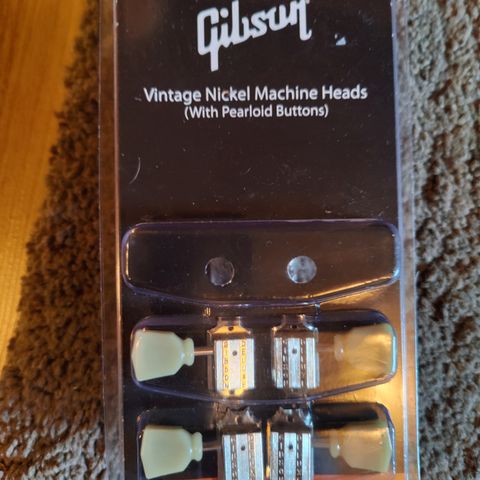 Gibson
Vintage Nickel Machine Heads
(With Pearloid Buttons)